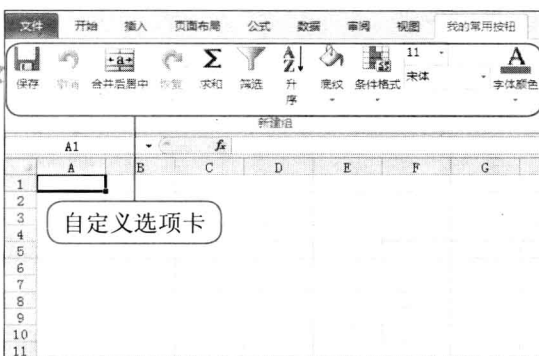 文件 开始 插入 页面布局 公式 数据 审阅 视图 我的常用按钮
11
保存 撤消 合并后居中 恢复 求和 筛选 升序 底纹 条件格式 宋体 字体颜色
新建组
A1 fx
A B C D E F G
1
2
3
自定义选项卡
4
5
6
7
8
9
10
11